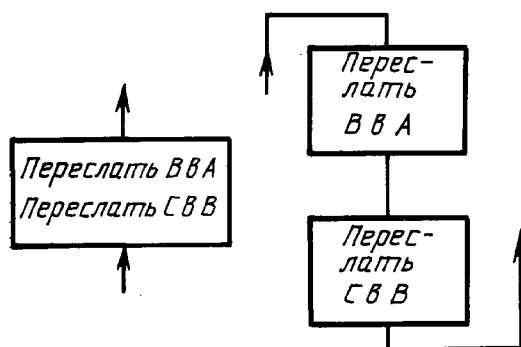 Переслать В в А
Переслать С в В
Перес-
лать
В в А
Перес-
лать
С в В